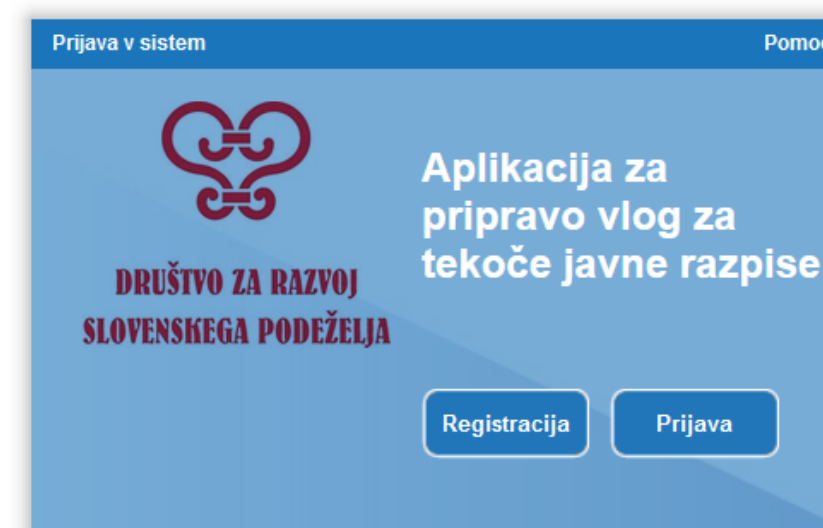 Prijava v sistem
DRUŠTVO ZA RAZVOJ
SLOVENSKEGA PODEŽELJA
Aplikacija za
pripravo vlog za
tekoče javne razpise
Registracija
Prijava